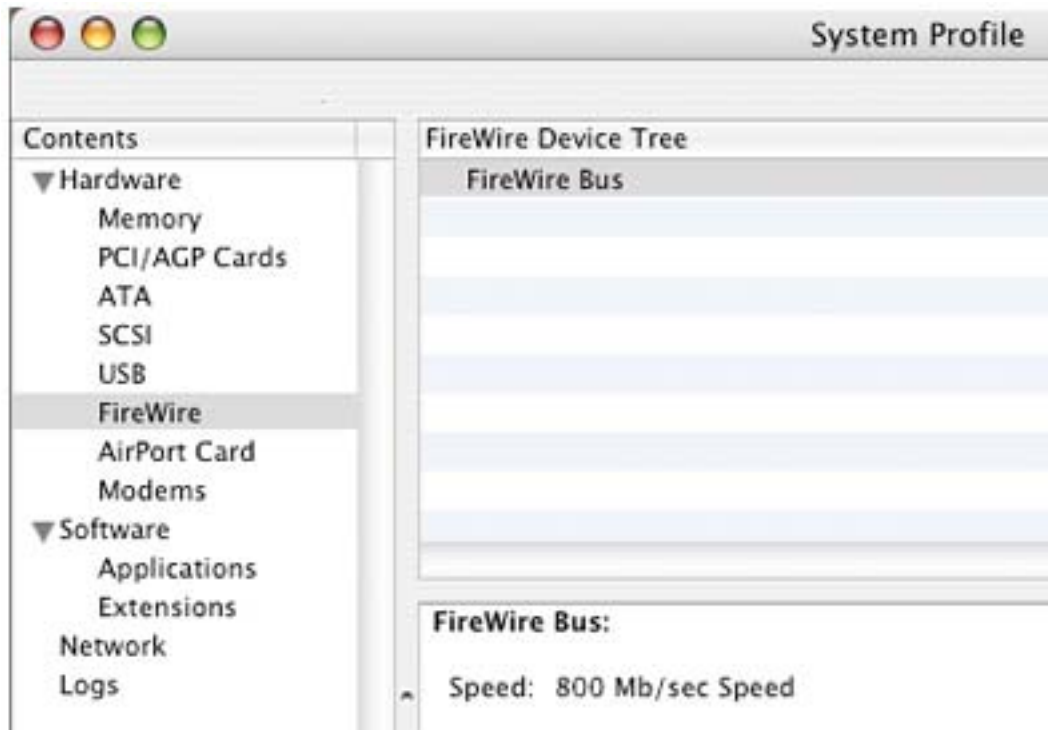 System Profile
Contents
Hardware
Memory
PCI/AGP Cards
ATA
SCSI
USB
FireWire
AirPort Card
Modems
Software
Applications
Extensions
Network
Logs
FireWire Device Tree
FireWire Bus
FireWire Bus:
Speed: 800 Mb/sec Speed